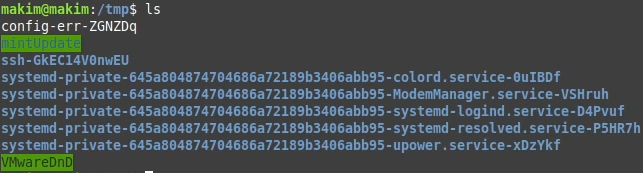 makim@makim:/tmp$ ls
config-err-ZGNZDq
mintUpdate
ssh-GkEC14V0nwEU
systemd-private-645a804874704686a72189b3406abb95-colord.service-0uIBDf
systemd-private-645a804874704686a72189b3406abb95-ModemManager.service-VSHruh
systemd-private-645a804874704686a72189b3406abb95-systemd-logind.service-D4Pvuf
systemd-private-645a804874704686a72189b3406abb95-systemd-resolved.service-P5HR7h
systemd-private-645a804874704686a72189b3406abb95-upower.service-xDzYkf
VMwareDnD